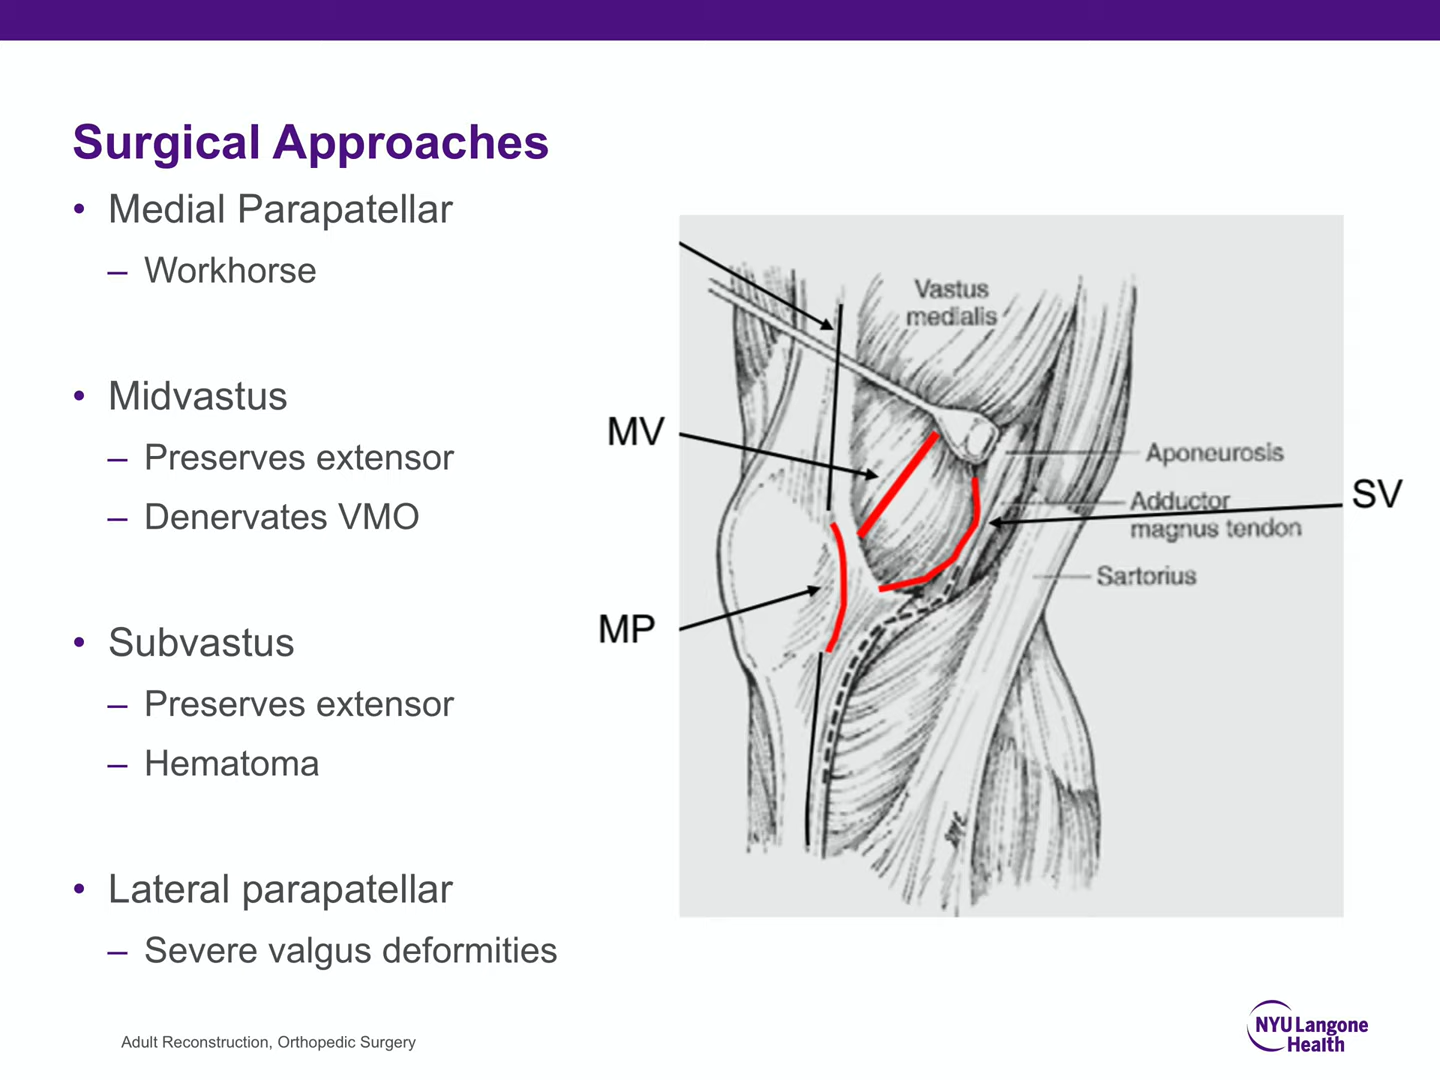 Surgical Approaches
• Medial Parapatellar
– Workhorse
• Midvastus
– Preserves extensor
– Denervates VMO
• Subvastus
– Preserves extensor
– Hematoma
• Lateral parapatellar
– Severe valgus deformities
Vastus
medialis
MV
Aponeurosis
SV
Adductor
magnus tendon
Sartorius
MP
Adult Reconstruction, Orthopedic Surgery
NYU Langone
Health